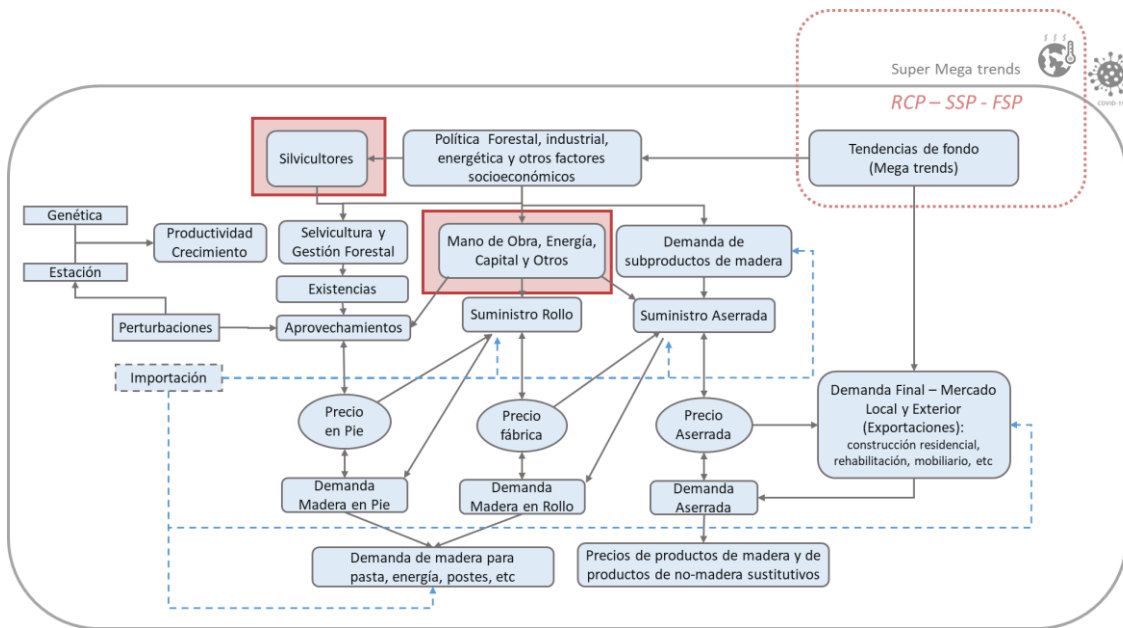 Super Mega trends
COVID-19
RCP – SSP - FSP
Silvicultores
Política Forestal, industrial,
energética y otros factores
socioeconómicos
Tendencias de fondo
(Mega trends)
Genética
Productividad
Crecimiento
Selvicultura y
Gestión Forestal
Mano de Obra, Energía,
Capital y Otros
Demanda de
subproductos de madera
Estación
Existencias
Suministro Rollo
Suministro Aserrada
Perturbaciones
Aprovechamientos
Importación
Precio
en Pie
Precio
fábrica
Precio
Aserrada
Demanda Final – Mercado
Local y Exterior
(Exportaciones):
construcción residencial,
rehabilitación, mobiliario, etc
Demanda
Madera en Pie
Demanda
Madera en Rollo
Demanda
Aserrada
Demanda de madera para
pasta, energía, postes, etc
Precios de productos de madera y de
productos de no-madera sustitutivos